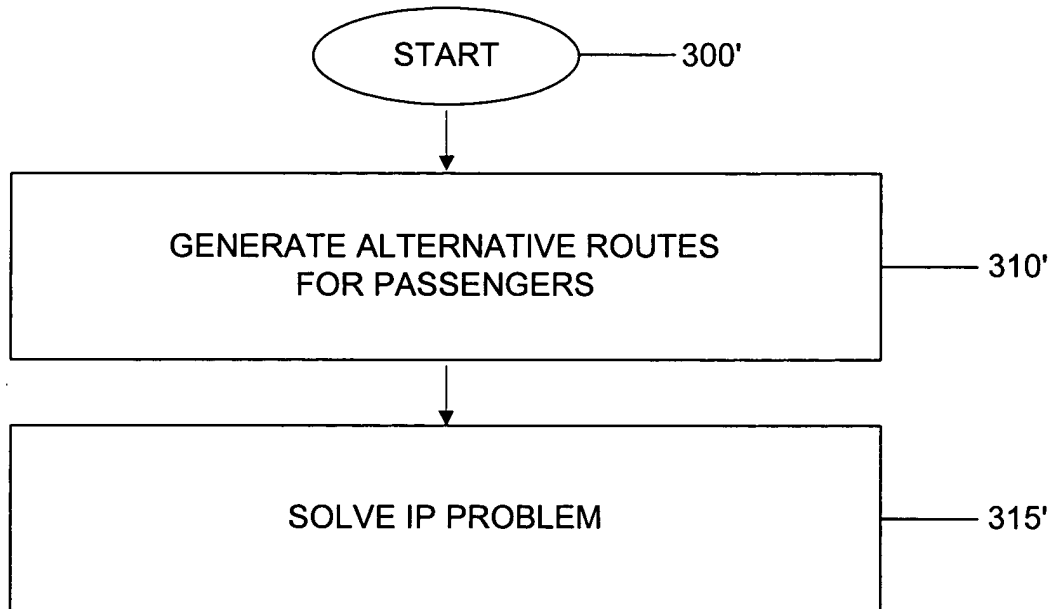 START
300'
GENERATE ALTERNATIVE ROUTES
FOR PASSENGERS
310'
SOLVE IP PROBLEM
315'